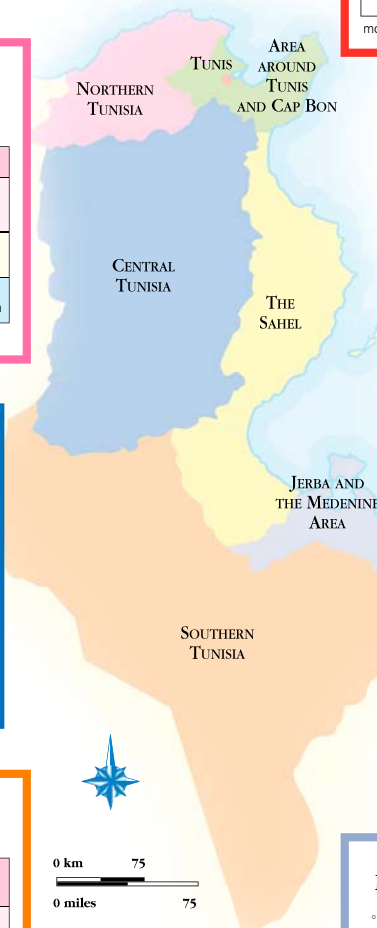 mo
TUNIS
AREA
AROUND
TUNIS
AND CAP BON
NORTHERN
TUNISIA
CENTRAL
TUNISIA
THE
SAHEL
JERBA AND
THE MEDENINE
AREA
SOUTHERN
TUNISIA
0 km 75
0 miles 75